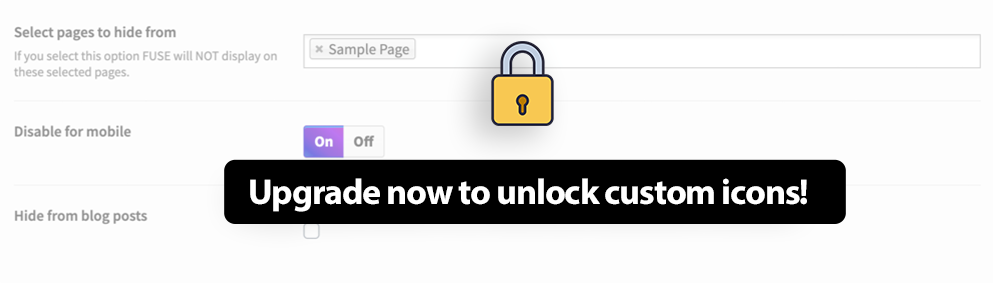 Select pages to hide from
If you select this option FUSE will NOT display on
these selected pages.
× Sample Page
Disable for mobile
On Off
Upgrade now to unlock custom icons!
Hide from blog posts